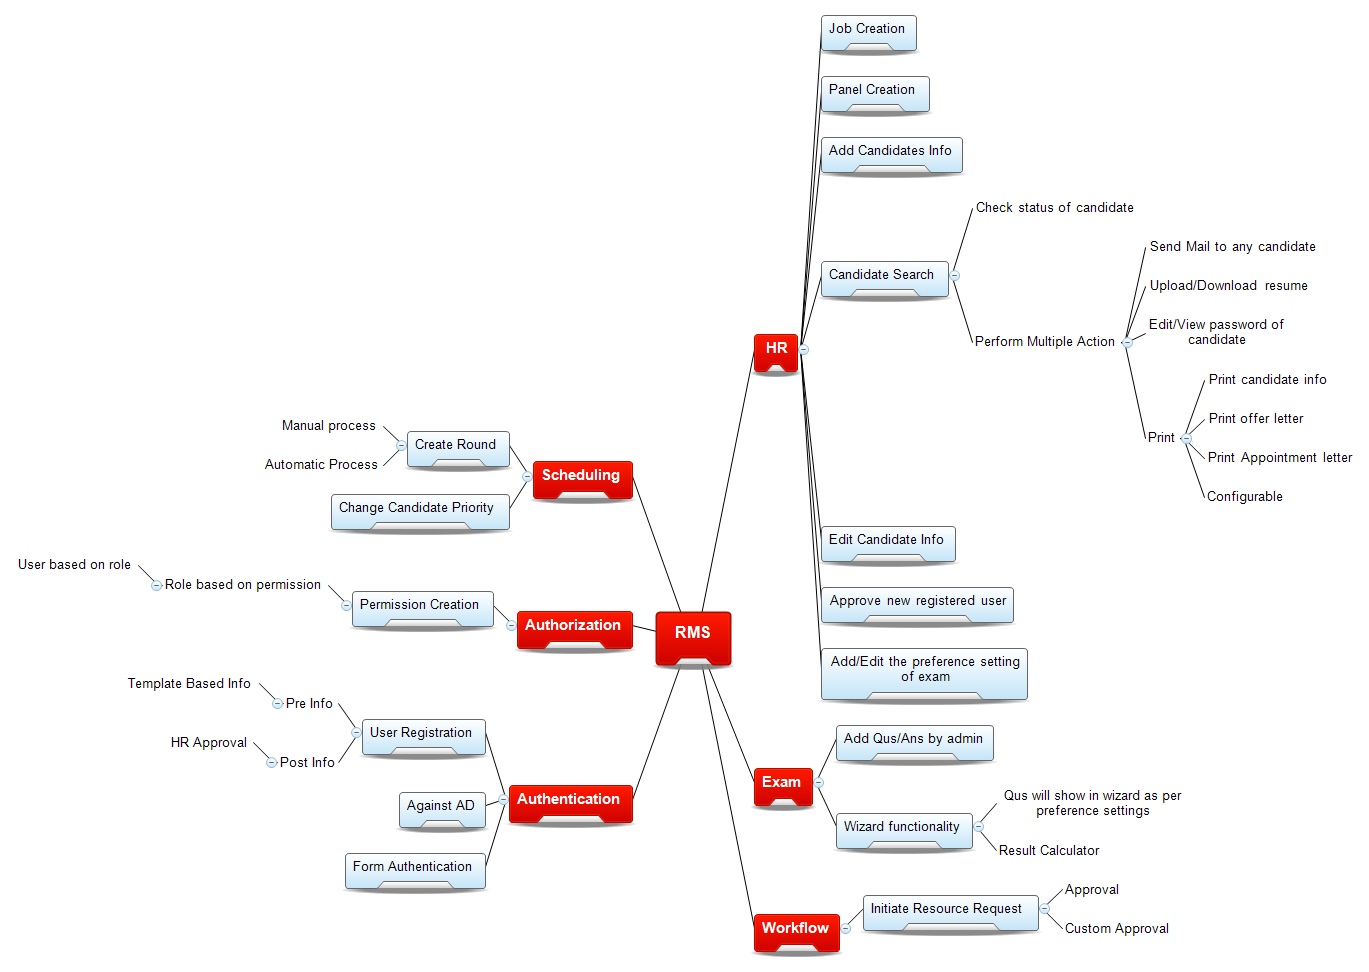 Job Creation
Panel Creation
Add Candidates Info
Check status of candidate
Send Mail to any candidate
Candidate Search
Upload/Download resume
Edit/View password of
candidate
Perform Multiple Action
HR
Print candidate info
Print offer letter
Print
Print Appointment letter
Configurable
Manual process
Create Round
Automatic Process
Scheduling
Change Candidate Priority
Edit Candidate Info
User based on role
Role based on permission
Permission Creation
Authorization
RMS
Approve new registered user
Add/Edit the preference setting
of exam
Template Based Info
Pre Info
User Registration
HR Approval
Post Info
Against AD
Authentication
Form Authentication
Add Qus/Ans by admin
Exam
Qus will show in wizard as per
preference settings
Wizard functionality
Result Calculator
Approval
Initiate Resource Request
Workflow
Custom Approval